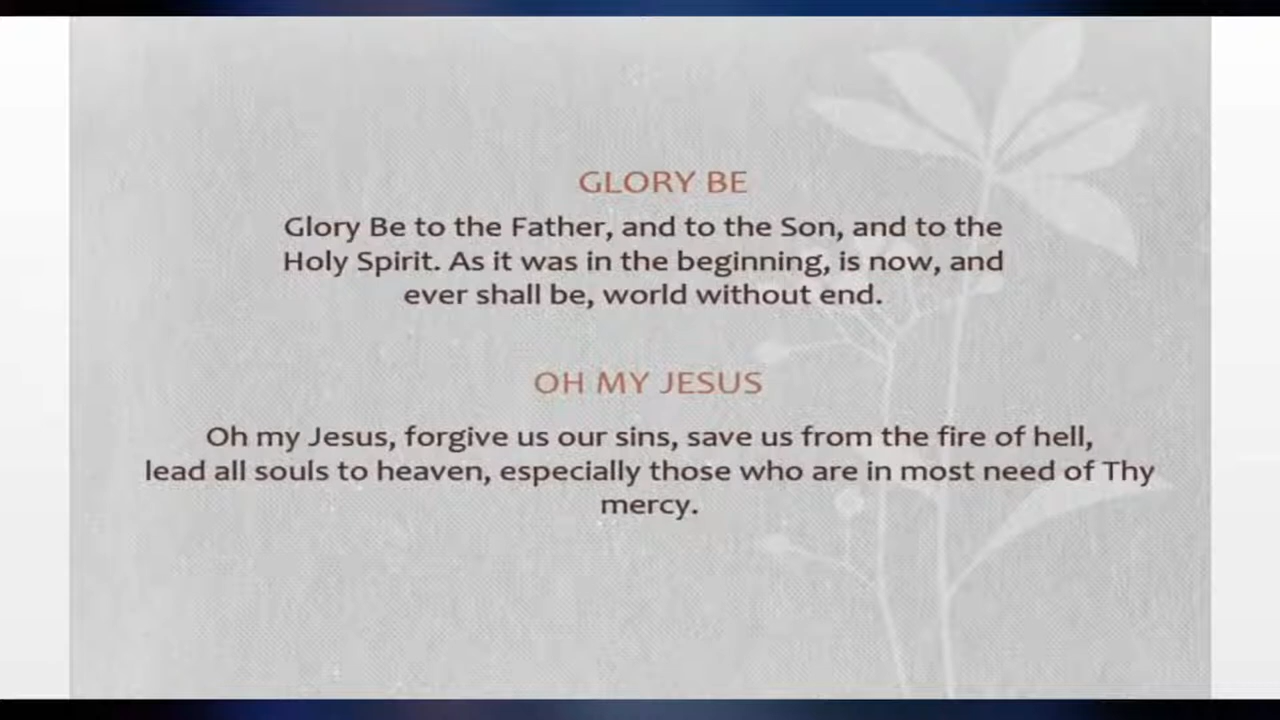 GLORY BE
Glory Be to the Father, and to the Son, and to the
Holy Spirit. As it was in the beginning, is now, and
ever shall be, world without end.
OH MY JESUS
Oh my Jesus, forgive us our sins, save us from the fire of hell,
lead all souls to heaven, especially those who are in most need of Thy
mercy.